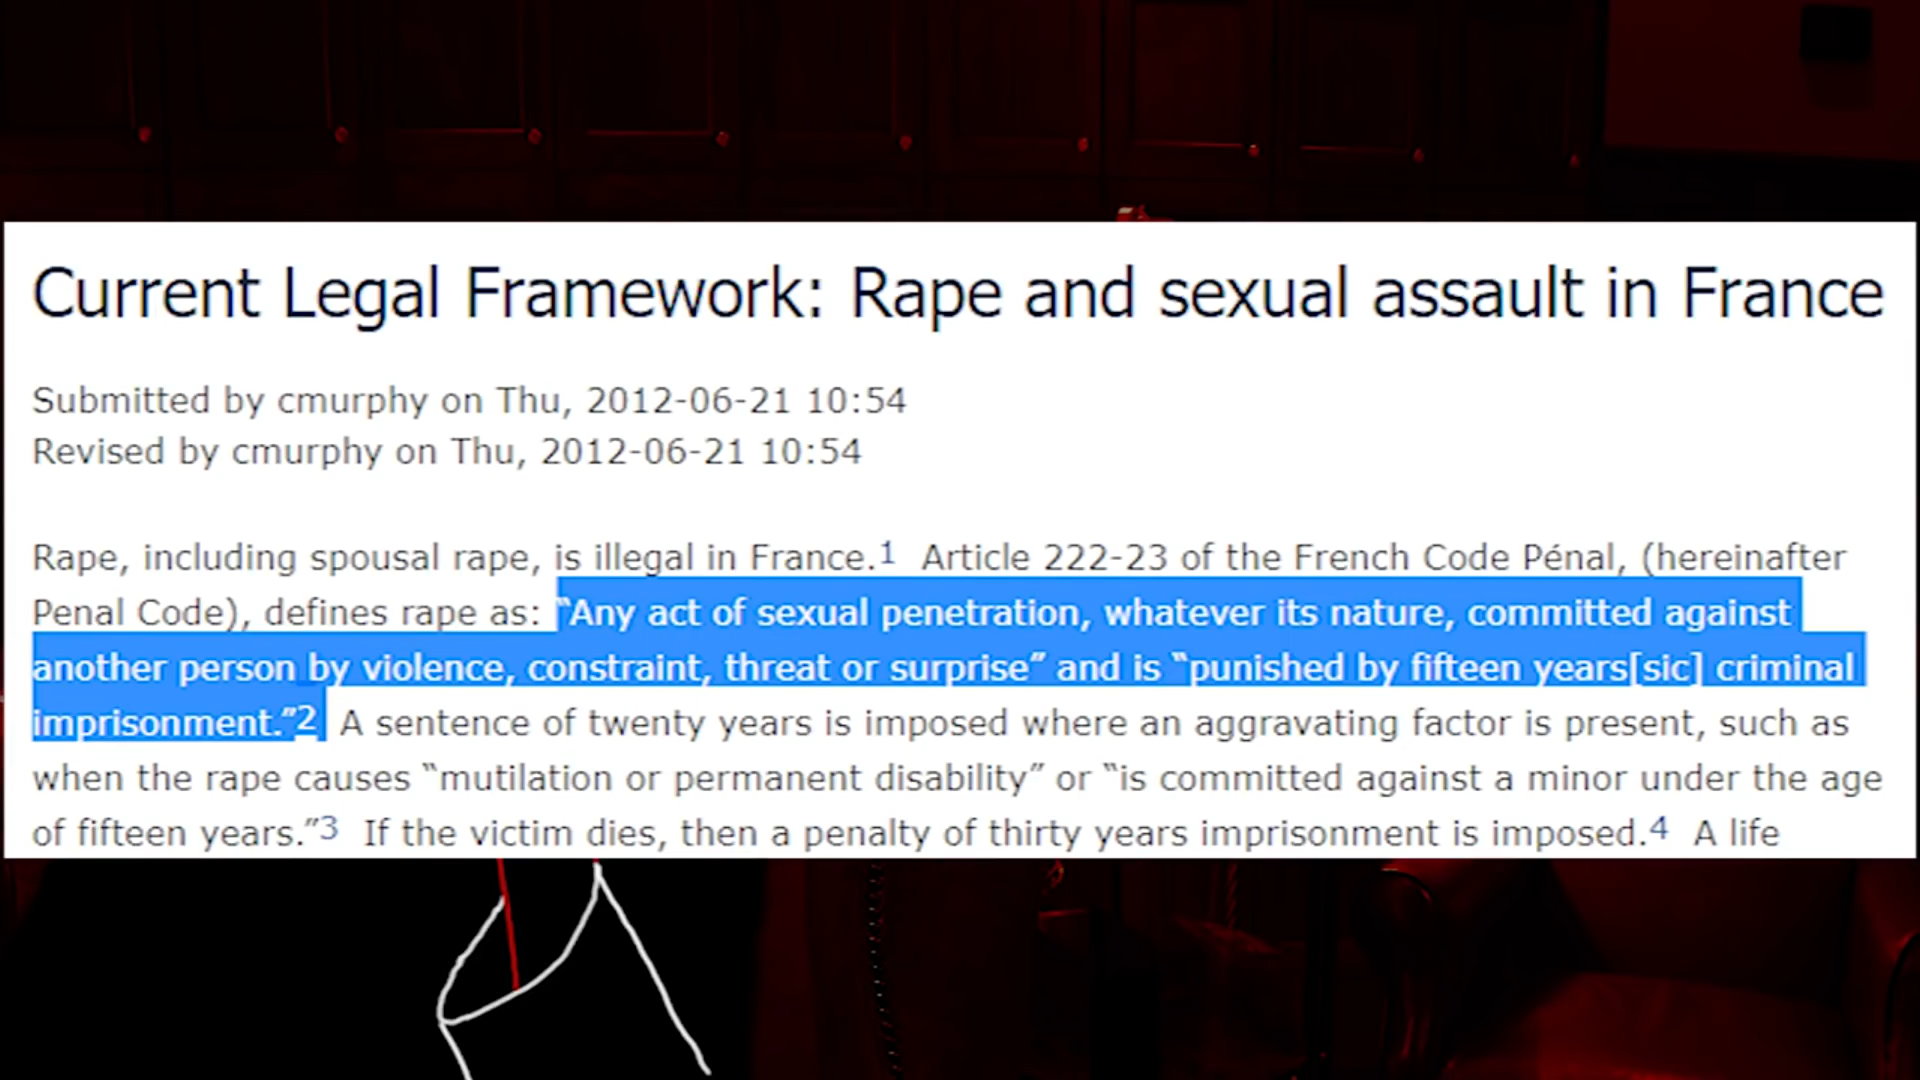 Current Legal Framework: Rape and sexual assault in France
Submitted by cmurphy on Thu, 2012-06-21 10:54
Revised by cmurphy on Thu, 2012-06-21 10:54
Rape, including spousal rape, is illegal in France.1 Article 222-23 of the French Code Pénal, (hereinafter
Penal Code), defines rape as: “Any act of sexual penetration, whatever its nature, committed against
another person by violence, constraint, threat or surprise” and is “punished by fifteen years[sic] criminal
imprisonment.”2 A sentence of twenty years is imposed where an aggravating factor is present, such as
when the rape causes “mutilation or permanent disability” or “is committed against a minor under the age
of fifteen years.”3 If the victim dies, then a penalty of thirty years imprisonment is imposed.4 A life